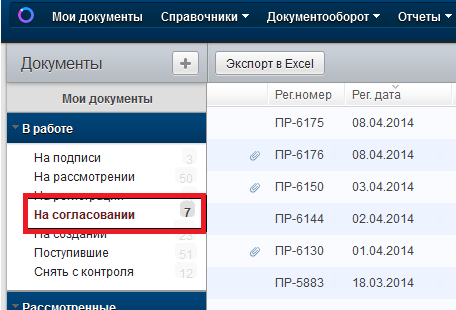 Мои документы Справочники Документооборот Отчеты
Документы + Экспорт в Excel
Мои документы Рег.номер Рег. дата
В работе
ПР-6175 08.04.2014
На подписи 3
ПР-6176 08.04.2014
На рассмотрении 50
На регистрации
ПР-6150 03.04.2014
На согласовании 7
ПР-6144 02.04.2014
На создании 23
Поступившие 51
ПР-6130 01.04.2014
Снять с контроля 12
ПР-5883 18.03.2014
Рассмотренные